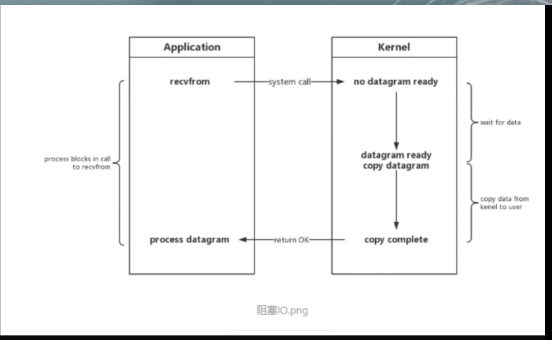 Application
Kernel
recvfrom
system call
no datagram ready
wait for data
process blocks in call
to recvfrom
datagram ready
copy datagram
copy data from
kenel to user
process datagram
return OK
copy complete
阻塞IO.png